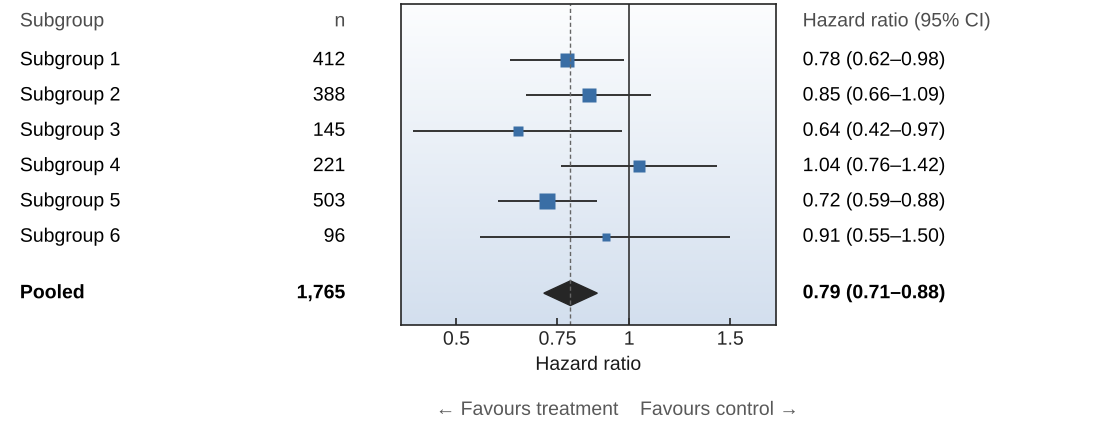 Subgroup n Hazard ratio (95% CI)
Subgroup 1 412 0.78 (0.62–0.98)
Subgroup 2 388 0.85 (0.66–1.09)
Subgroup 3 145 0.64 (0.42–0.97)
Subgroup 4 221 1.04 (0.76–1.42)
Subgroup 5 503 0.72 (0.59–0.88)
Subgroup 6 96 0.91 (0.55–1.50)
Pooled 1,765 0.79 (0.71–0.88)
0.5 0.75 1 1.5
Hazard ratio
← Favours treatment Favours control →